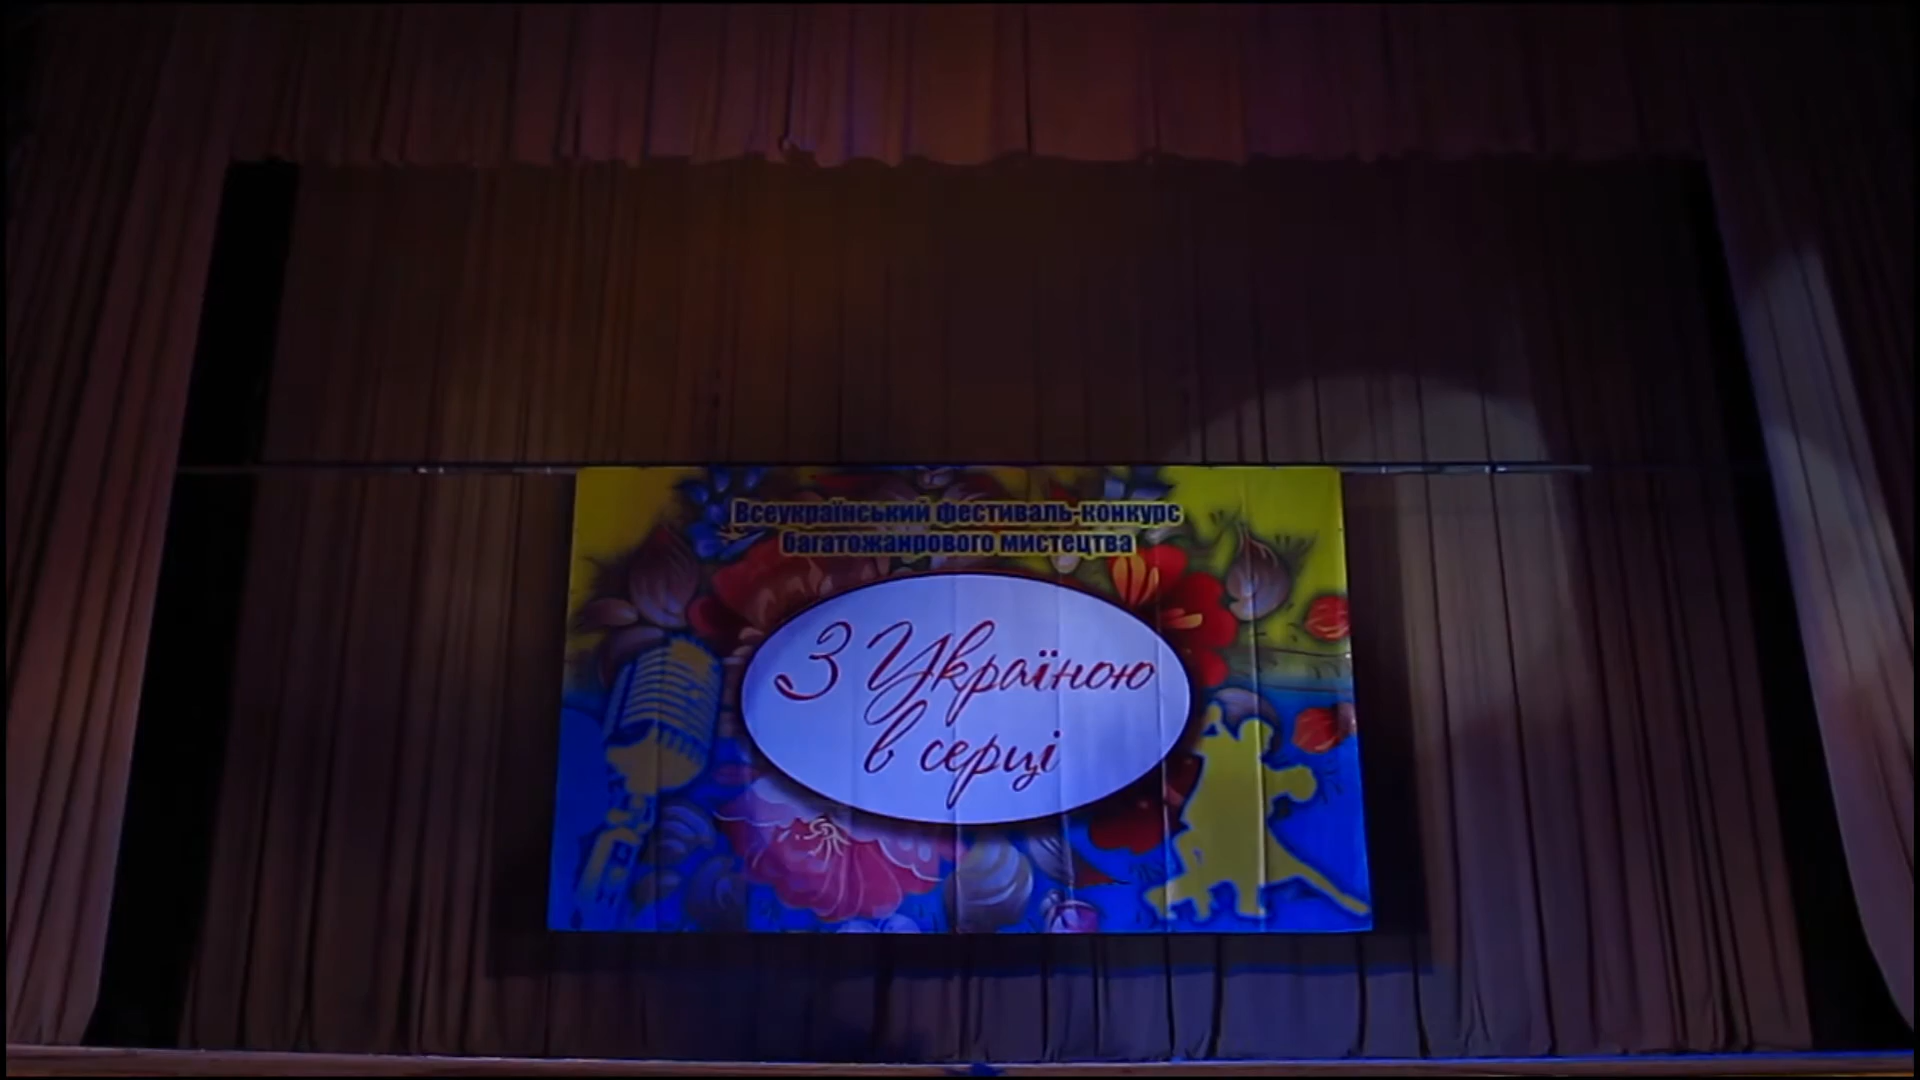 Всеукраїнський фестиваль-конкурс
багатожанрового мистецтва
З Україною
в серці